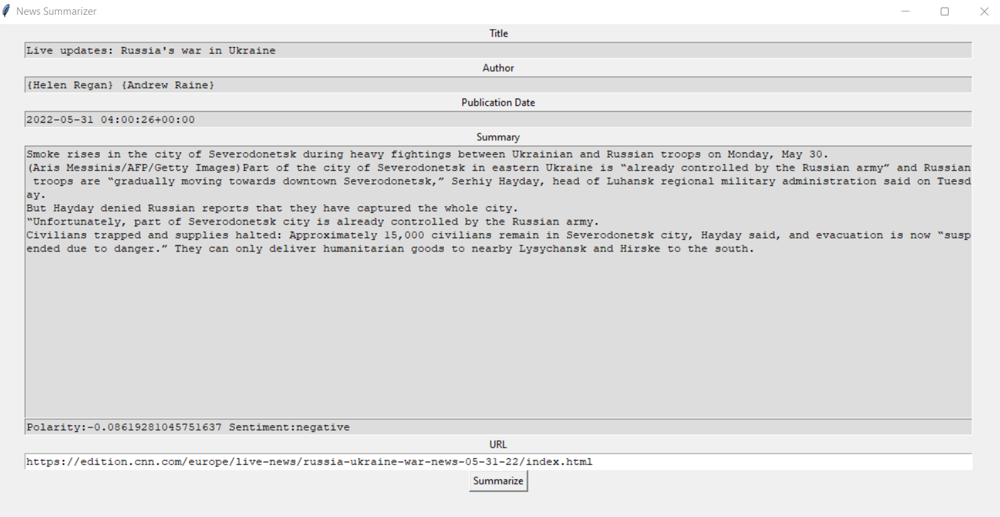 News Summarizer
Title
Live updates: Russia's war in Ukraine
Author
{Helen Regan} {Andrew Raine}
Publication Date
2022-05-31 04:00:26+00:00
Summary
Smoke rises in the city of Severodonetsk during heavy fightings between Ukrainian and Russian troops on Monday, May 30.
(Aris Messinis/AFP/Getty Images)Part of the city of Severodonetsk in eastern Ukraine is “already controlled by the Russian army” and Russian
troops are “gradually moving towards downtown Severodonetsk,” Serhiy Hayday, head of Luhansk regional military administration said on Tuesd
ay.
But Hayday denied Russian reports that they have captured the whole city.
“Unfortunately, part of Severodonetsk city is already controlled by the Russian army.
Civilians trapped and supplies halted: Approximately 15,000 civilians remain in Severodonetsk city, Hayday said, and evacuation is now “susp
ended due to danger.” They can only deliver humanitarian goods to nearby Lysychansk and Hirske to the south.
Polarity:-0.08619281045751637 Sentiment:negative
URL
https://edition.cnn.com/europe/live-news/russia-ukraine-war-news-05-31-22/index.html
Summarize